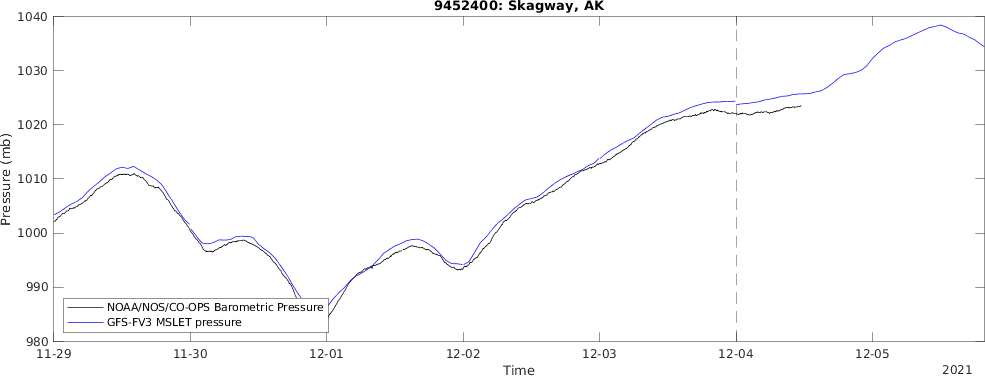 9452400: Skagway, AK
Pressure (mb)
1040
1030
1020
1010
1000
990
980
NOAA/NOS/CO-OPS Barometric Pressure
GFS-FV3 MSLET pressure
11-29 11-30 12-01 12-02 12-03 12-04 12-05
Time
2021